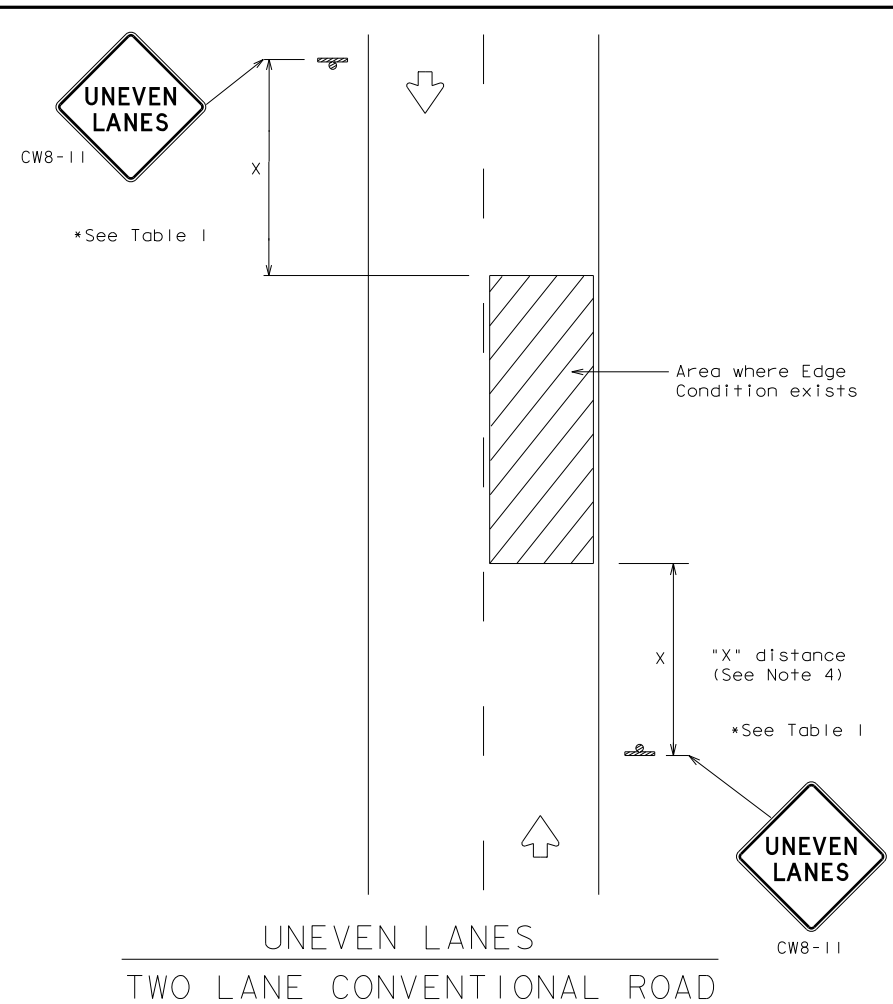 UNEVEN
LANES
CW8-11
X
*See Table 1
Area where Edge
Condition exists
X
"X" distance
(See Note 4)
*See Table 1
UNEVEN
LANES
CW8-11
UNEVEN LANES
TWO LANE CONVENTIONAL ROAD